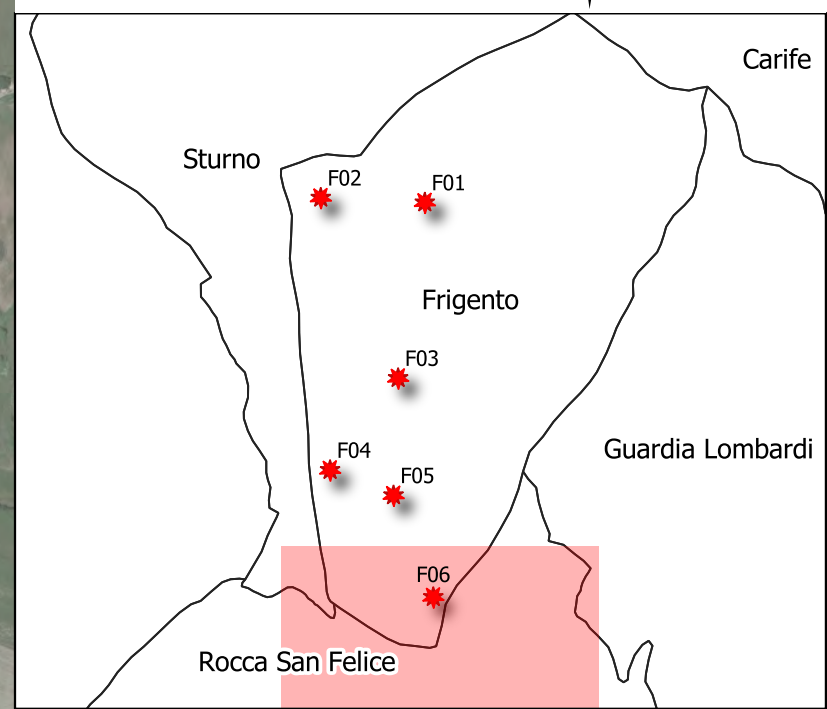 Carife
Sturno
F02
F01
Frigento
F03
Guardia Lombardi
F04
F05
F06
Rocca San Felice